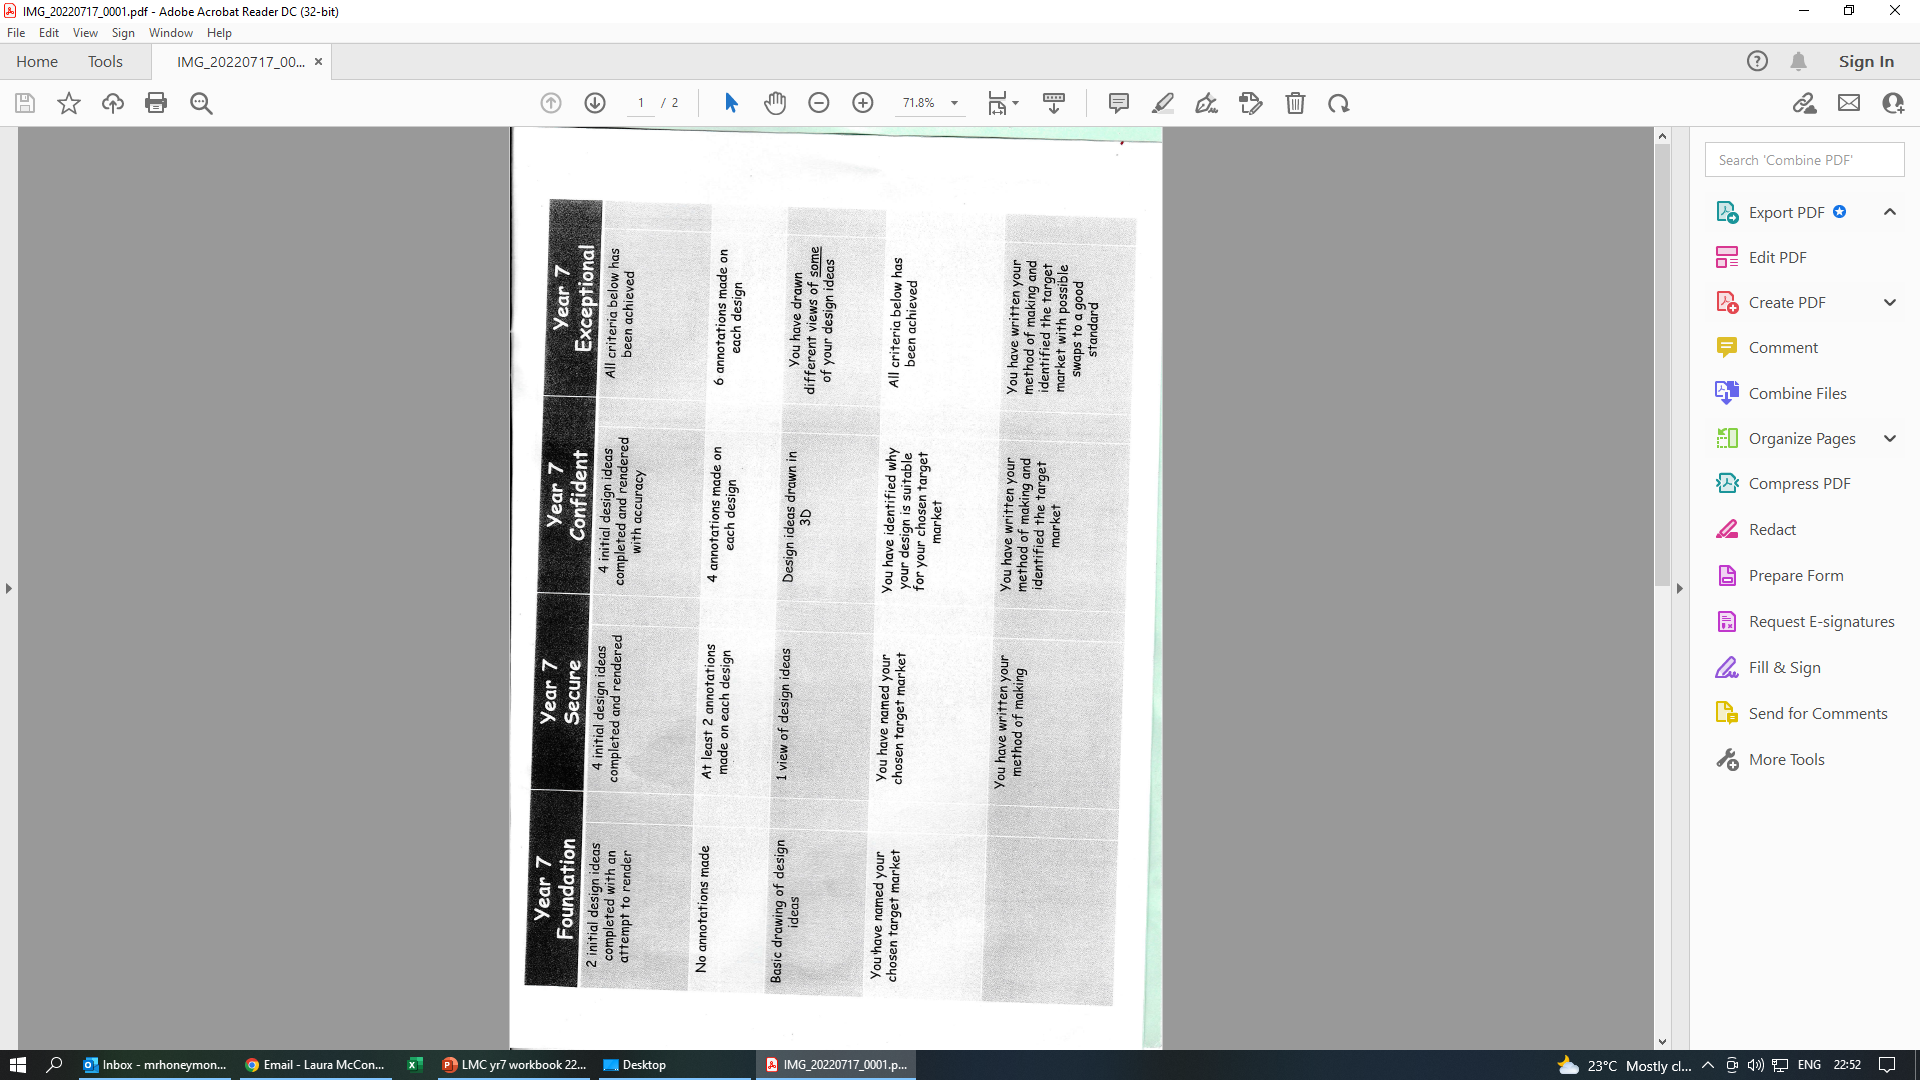 IMG_20220717_0001.pdf - Adobe Acrobat Reader DC (32-bit)
File Edit View Sign Window Help
Home Tools IMG_20220717_00... ×
Sign In
1 / 2 71.8%
Year 7
Foundation
2 initial design ideas
completed with an
attempt to render
No annotations made
Basic drawing of design
ideas
You have named your
chosen target market
Year 7
Secure
4 initial design ideas
completed and rendered
At least 2 annotations
made on each design
1 view of design ideas
You have named your
chosen target market
You have written your
method of making
Year 7
Confident
4 initial design ideas
completed and rendered
with accuracy
4 annotations made on
each design
Design ideas drawn in
3D
You have identified why
your design is suitable
for your chosen target
market
You have written your
method of making and
identified the target
market
Year 7
Exceptional
All criteria below has
been achieved
6 annotations made on
each design
You have drawn
different views of some
of your design ideas
All criteria below has
been achieved
You have written your
method of making and
identified the target
market with possible
swaps to a good
standard
Search 'Combine PDF'
Export PDF
Edit PDF
Create PDF
Comment
Combine Files
Organize Pages
Compress PDF
Redact
Prepare Form
Request E-signatures
Fill & Sign
Send for Comments
More Tools
Inbox - mrhoneymon... Email - Laura McCon... LMC yr7 workbook 22... Desktop IMG_20220717_0001.p... 23°C Mostly cl... ENG 22:52